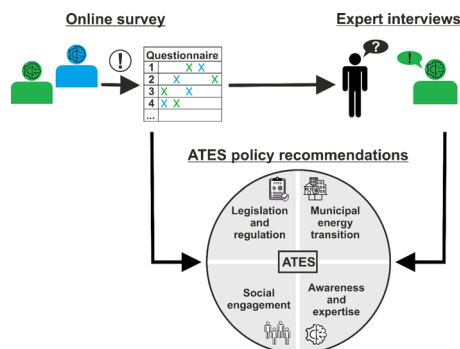 Online survey
Expert interviews
!
Questionnaire
1 X X
2 X X
3 X X
4 X X
...
?
!
ATES policy recommendations
ATES
Legislation
and
regulation
Municipal
energy
transition
ATES
Social
engagement
Awareness
and
expertise